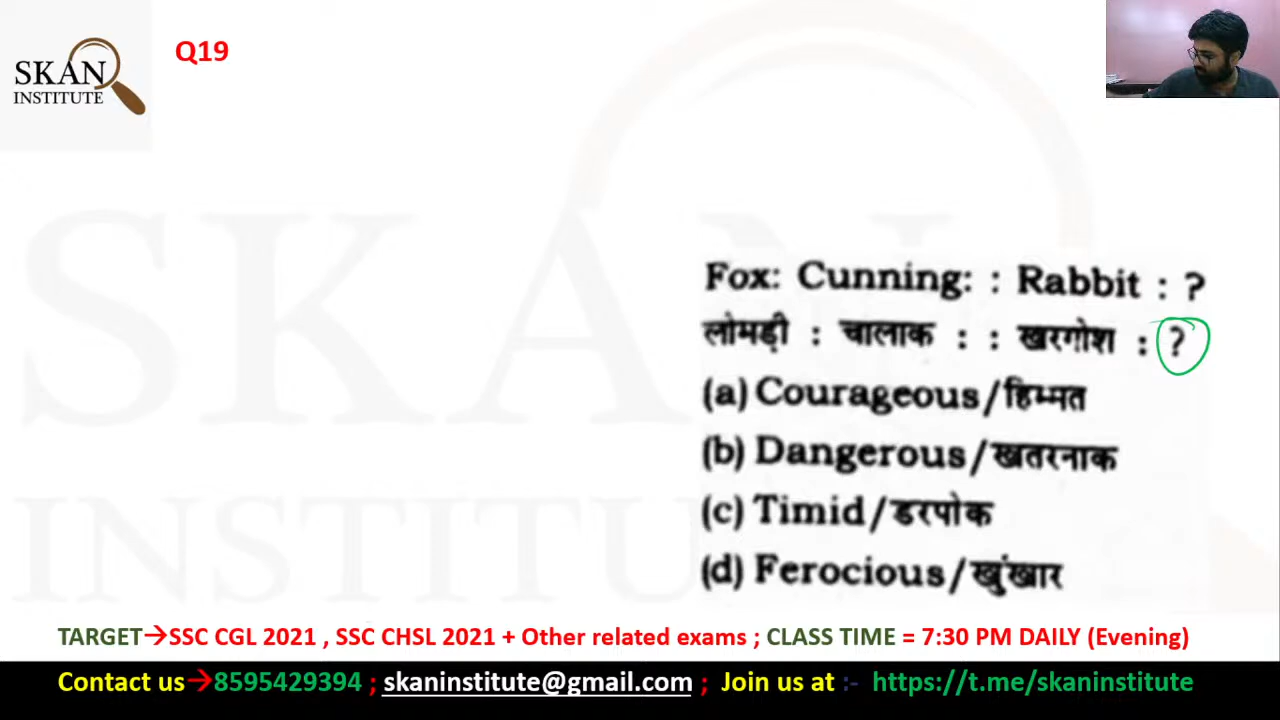 SKAN
INSTITUTE
Q19
SKAN
INSTITU
Fox: Cunning: : Rabbit : ?
लोमड़ी : चालाक : : खरगोश : ?
(a) Courageous/हिम्मत
(b) Dangerous/खतरनाक
(c) Timid/डरपोक
(d) Ferocious/खुंखार
TARGET→SSC CGL 2021 , SSC CHSL 2021 + Other related exams ; CLASS TIME = 7:30 PM DAILY (Evening)
Contact us→8595429394 ; skaninstitute@gmail.com ; Join us at :- https://t.me/skaninstitute